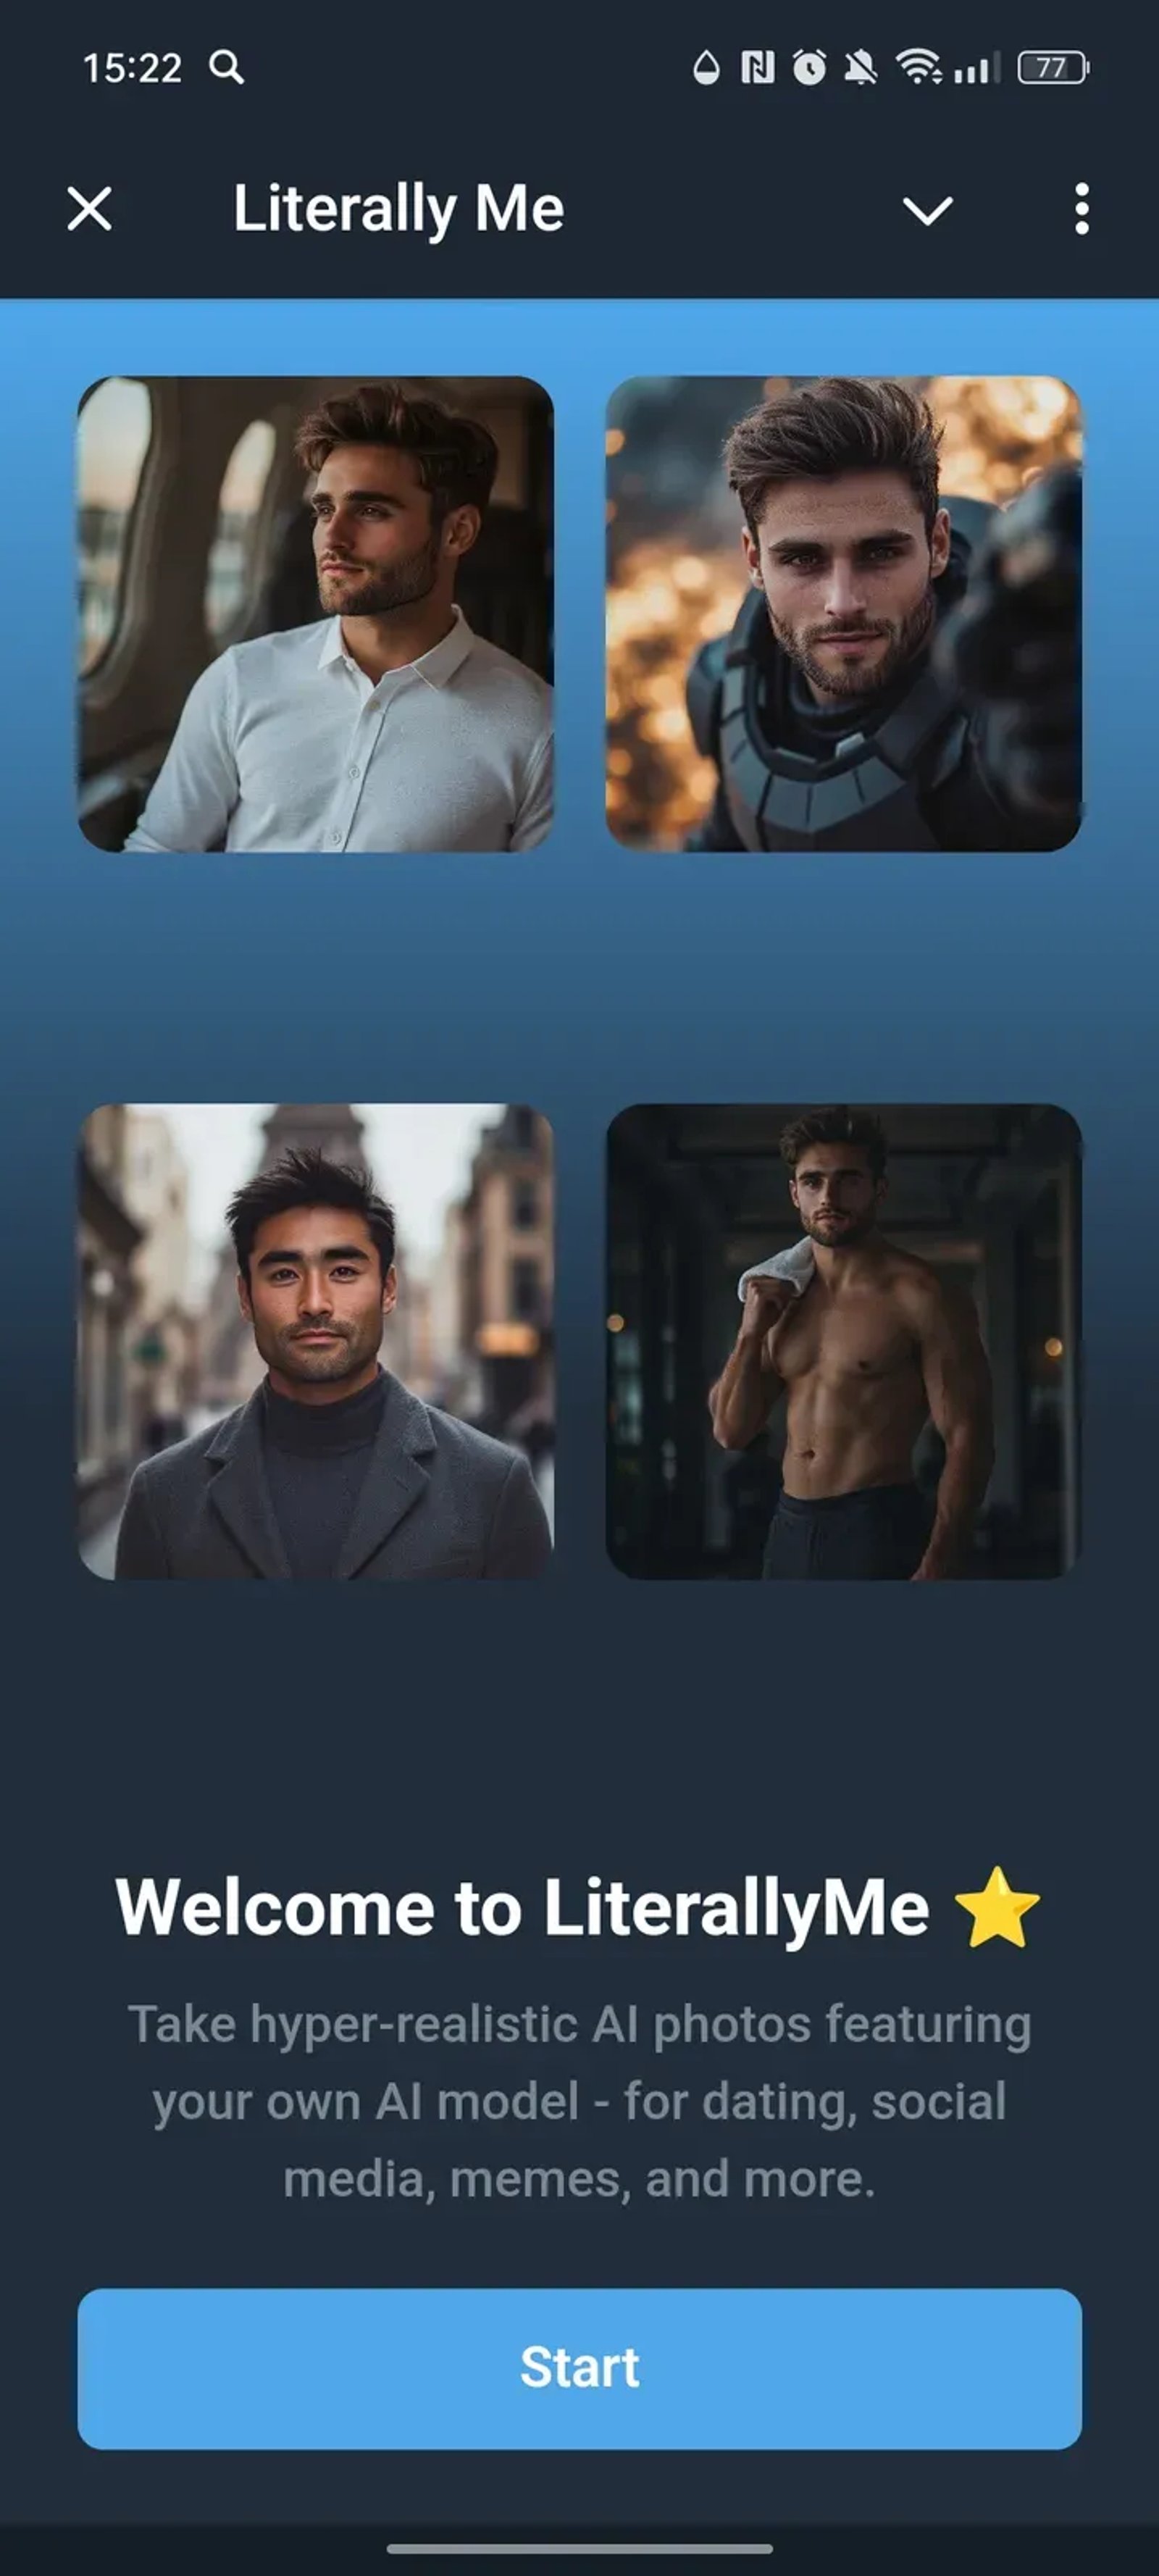 15:22
77
Literally Me
Welcome to LiterallyMe ⭐
Take hyper-realistic AI photos featuring
your own AI model - for dating, social
media, memes, and more.
Start